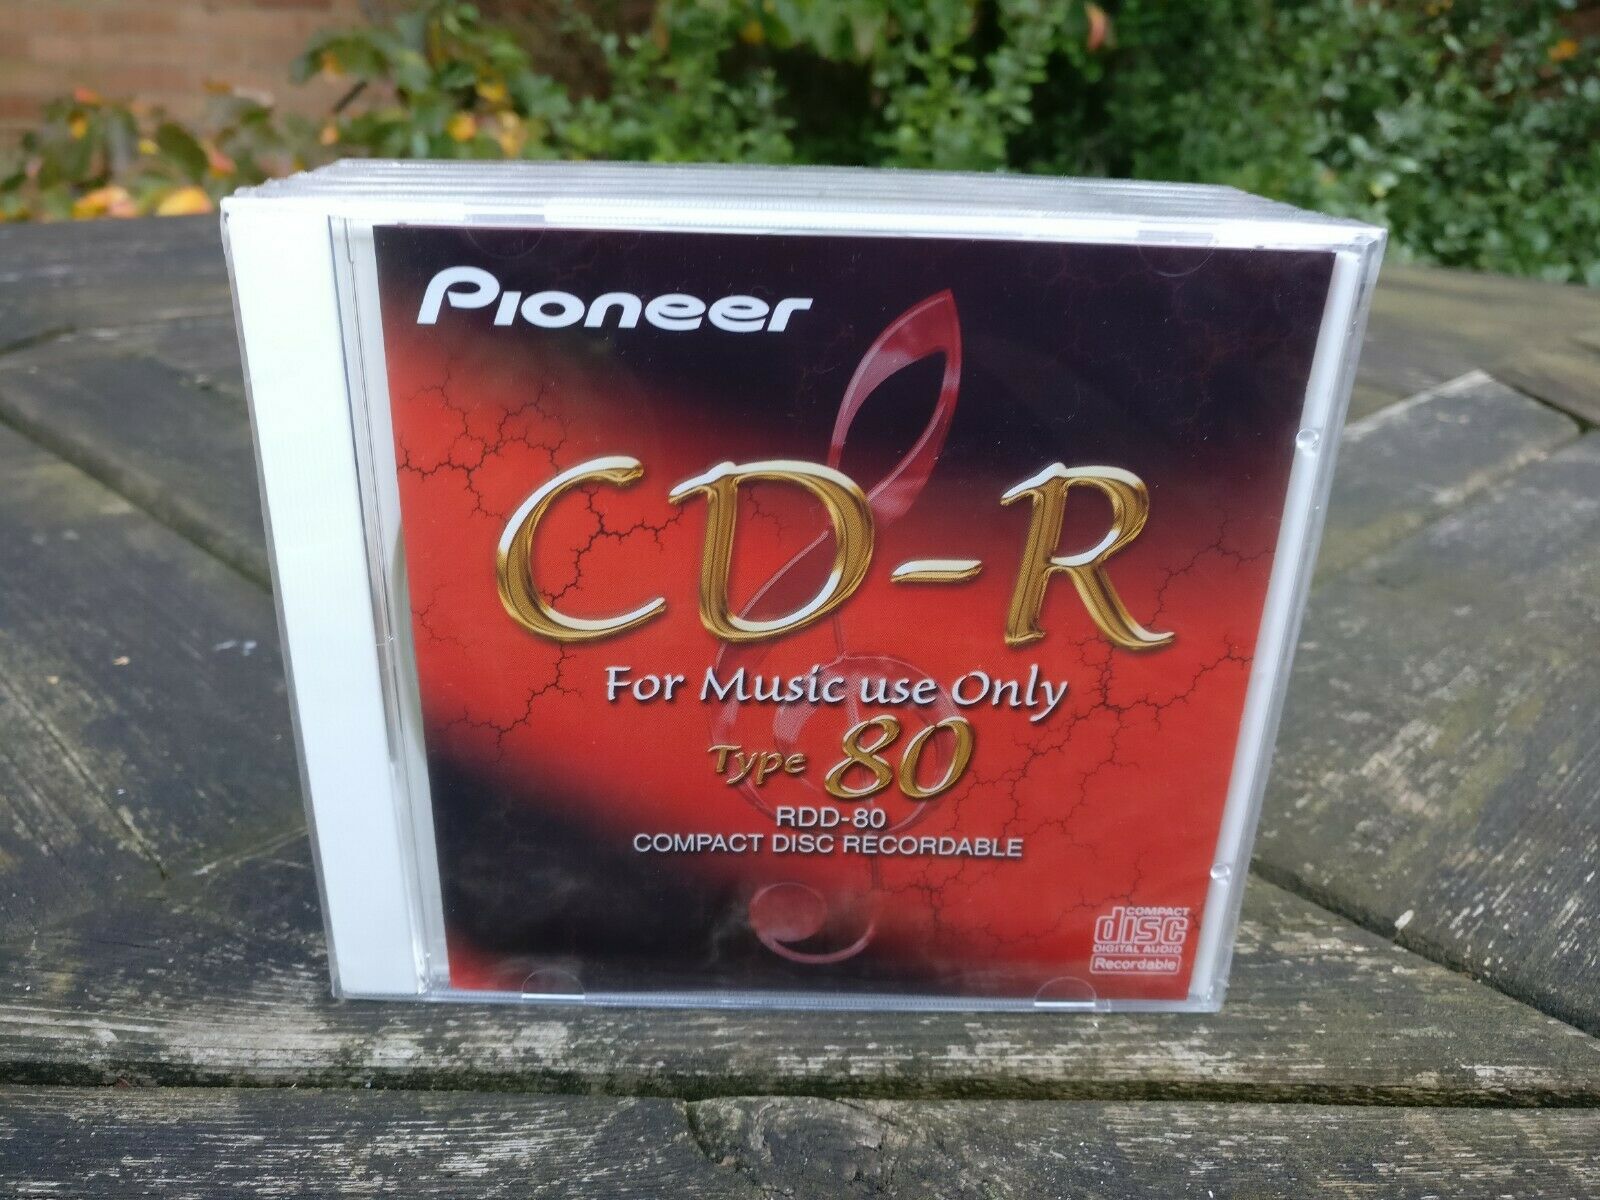 Pioneer
CD-R
For Music use Only
Type 80
RDD-80
COMPACT DISC RECORDABLE
COMPACT
disc
DIGITAL AUDIO
Recordable